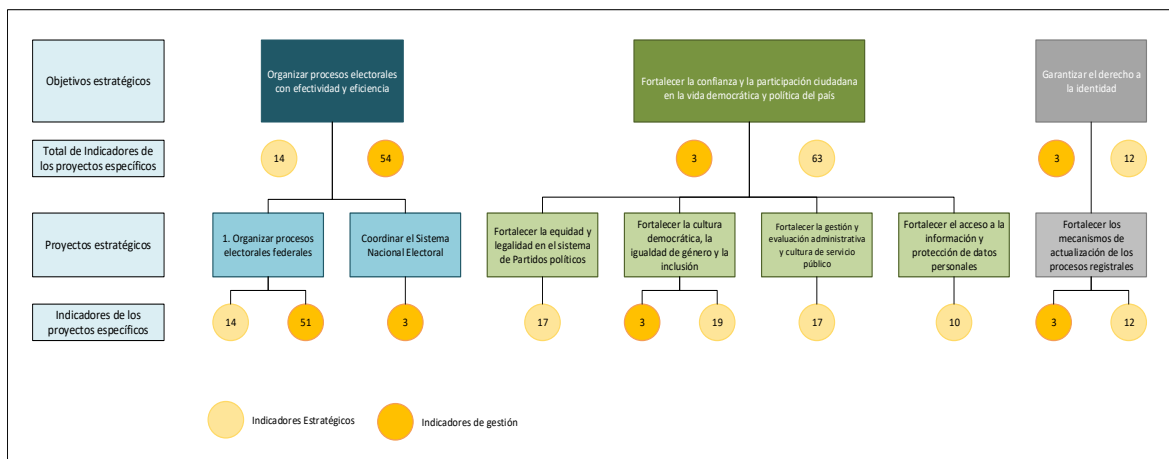 Objetivos estratégicos
Organizar procesos electorales
con efectividad y eficiencia
Fortalecer la confianza y la participación ciudadana
en la vida democrática y política del país
Garantizar el derecho a
la identidad
Total de Indicadores de
los proyectos específicos
14
54
3
63
3
12
Proyectos estratégicos
1. Organizar procesos
electorales federales
Coordinar el Sistema
Nacional Electoral
Fortalecer la equidad y
legalidad en el sistema
de Partidos políticos
Fortalecer la cultura
democrática, la
igualdad de género y la
inclusión
Fortalecer la gestión y
evaluación administrativa
y cultura de servicio
público
Fortalecer el acceso a la
información y
protección de datos
personales
Fortalecer los
mecanismos de
actualización de los
procesos registrales
Indicadores de los
proyectos específicos
14
51
3
17
3
19
17
10
3
12
Indicadores Estratégicos
Indicadores de gestión